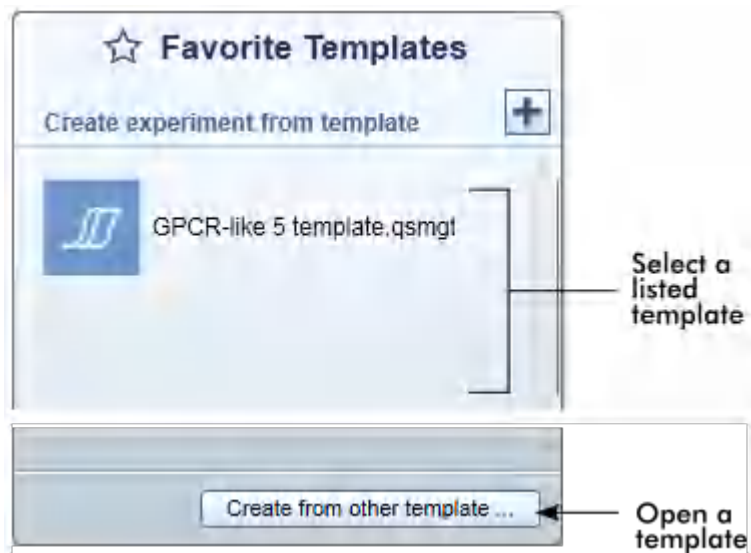 Favorite Templates
Create experiment from template
GPCR-like 5 template.qsmgt
Select a
listed
template
Create from other template ...
Open a
template